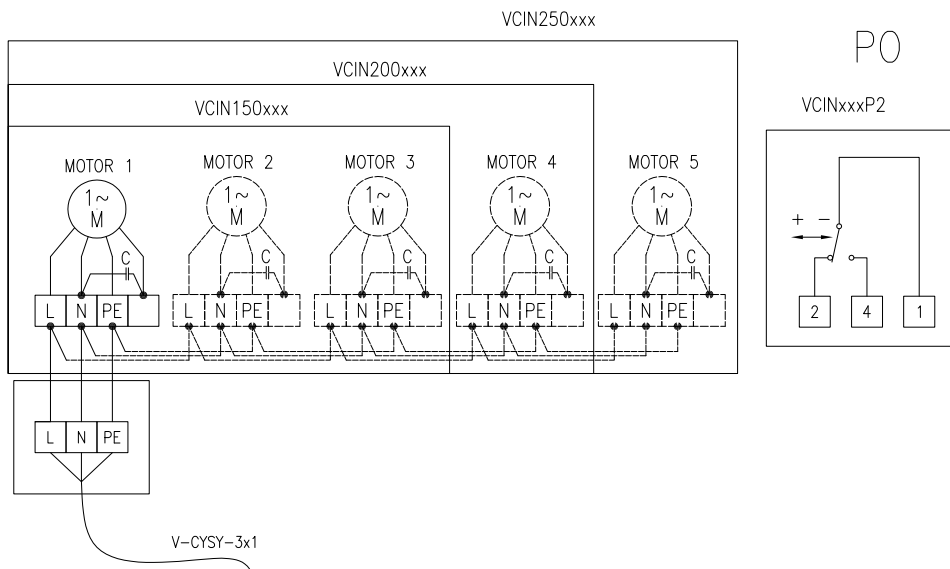 VCIN250xxx
PO
VCIN200xxx
VCIN150xxx
VCINxxxP2
MOTOR 1
MOTOR 2
MOTOR 3
MOTOR 4
MOTOR 5
1~
M
1~
M
1~
M
1~
M
1~
M
+ −
C
C
C
C
C
L N PE
L N PE
L N PE
L N PE
L N PE
2 4 1
L N PE
V-CYSY-3x1